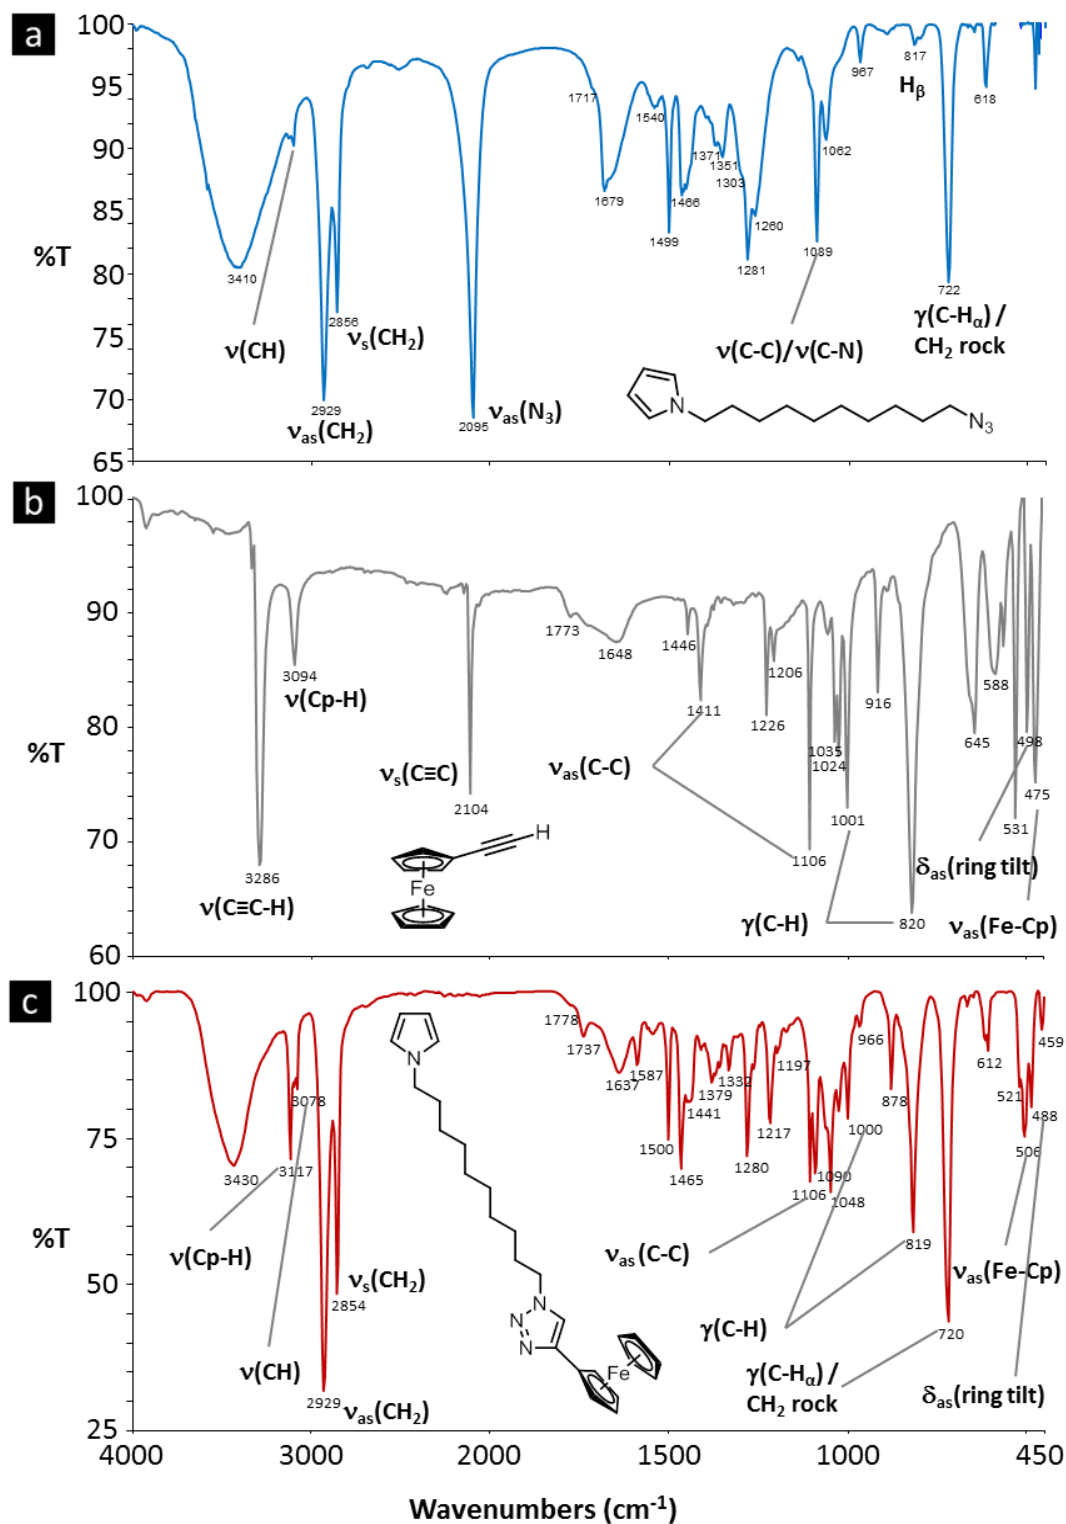 a
100
95
90
85
80
75
70
65
%T
3410
ν(CH)
2929
νas(CH2)
2856
νs(CH2)
2095
νas(N3)
1717
1679
1540
1499
1466
1371
1351
1303
1281
1260
1089
1062
ν(C-C)/ν(C-N)
967
817
Hβ
722
γ(C-Hα) /
CH2 rock
618
N
N3
b
100
90
80
70
60
%T
3286
ν(C≡C-H)
3094
ν(Cp-H)
νs(C≡C)
2104
H
Fe
1773
1648
1446
1411
νas(C-C)
1226
1206
1106
1035
1024
1001
916
γ(C-H)
820
645
588
531
498
475
δas(ring tilt)
νas(Fe-Cp)
c
100
75
50
25
%T
3430
3117
3078
ν(Cp-H)
ν(CH)
2929
νas(CH2)
2854
νs(CH2)
N
N
N
N
Fe
1778
1737
1637
1587
1500
1465
1441
1379
1332
1280
1217
1197
1106
1090
1048
1000
966
νas(C-C)
878
819
γ(C-H)
720
γ(C-Hα) /
CH2 rock
612
521
506
488
459
νas(Fe-Cp)
δas(ring tilt)
4000 3000 2000 1500 1000 450
Wavenumbers (cm-1)